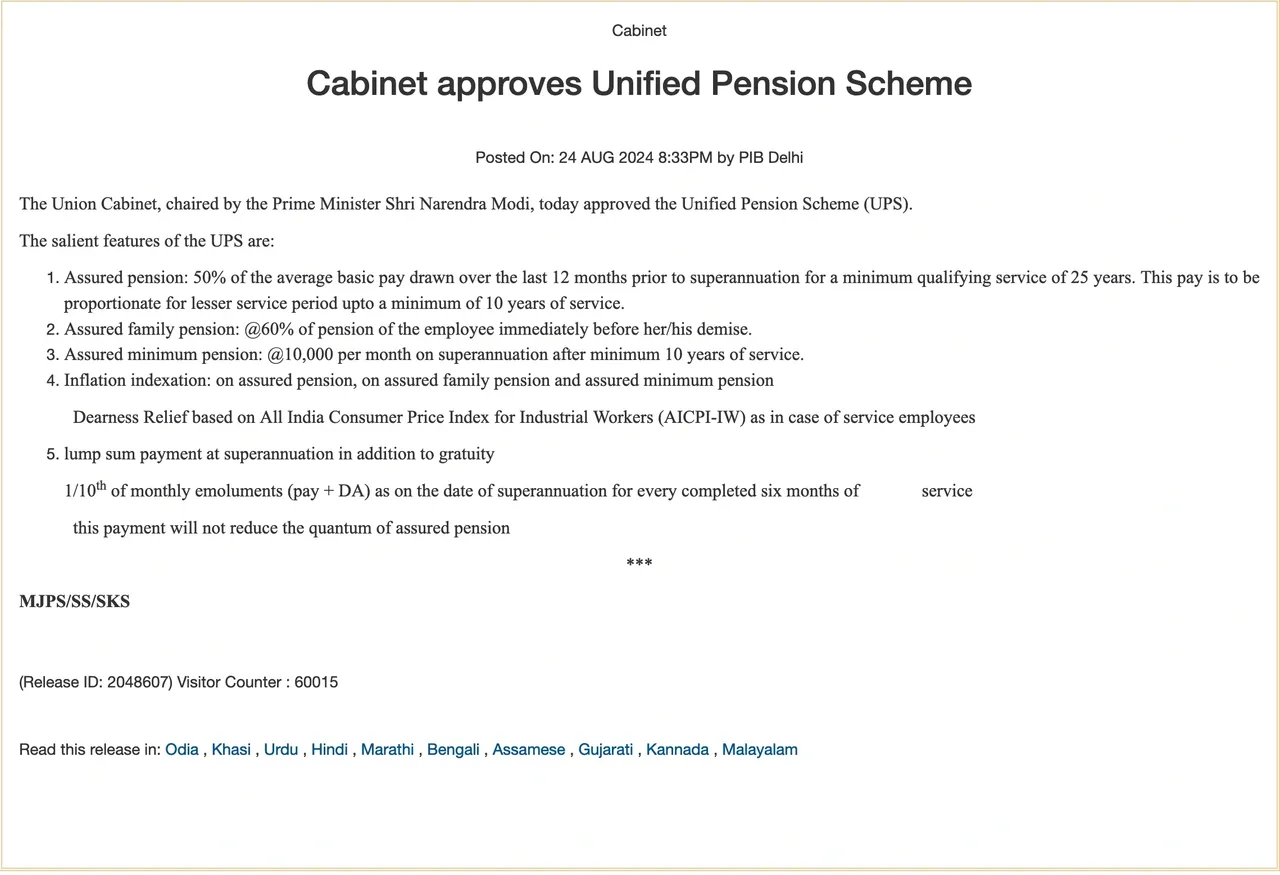 Cabinet
Cabinet approves Unified Pension Scheme
Posted On: 24 AUG 2024 8:33PM by PIB Delhi
The Union Cabinet, chaired by the Prime Minister Shri Narendra Modi, today approved the Unified Pension Scheme (UPS).
The salient features of the UPS are:
1. Assured pension: 50% of the average basic pay drawn over the last 12 months prior to superannuation for a minimum qualifying service of 25 years. This pay is to be
proportionate for lesser service period upto a minimum of 10 years of service.
2. Assured family pension: @60% of pension of the employee immediately before her/his demise.
3. Assured minimum pension: @10,000 per month on superannuation after minimum 10 years of service.
4. Inflation indexation: on assured pension, on assured family pension and assured minimum pension
Dearness Relief based on All India Consumer Price Index for Industrial Workers (AICPI-IW) as in case of service employees
5. lump sum payment at superannuation in addition to gratuity
1/10th of monthly emoluments (pay + DA) as on the date of superannuation for every completed six months of service
this payment will not reduce the quantum of assured pension
***
MJPS/SS/SKS
(Release ID: 2048607) Visitor Counter : 60015
Read this release in: Odia , Khasi , Urdu , Hindi , Marathi , Bengali , Assamese , Gujarati , Kannada , Malayalam